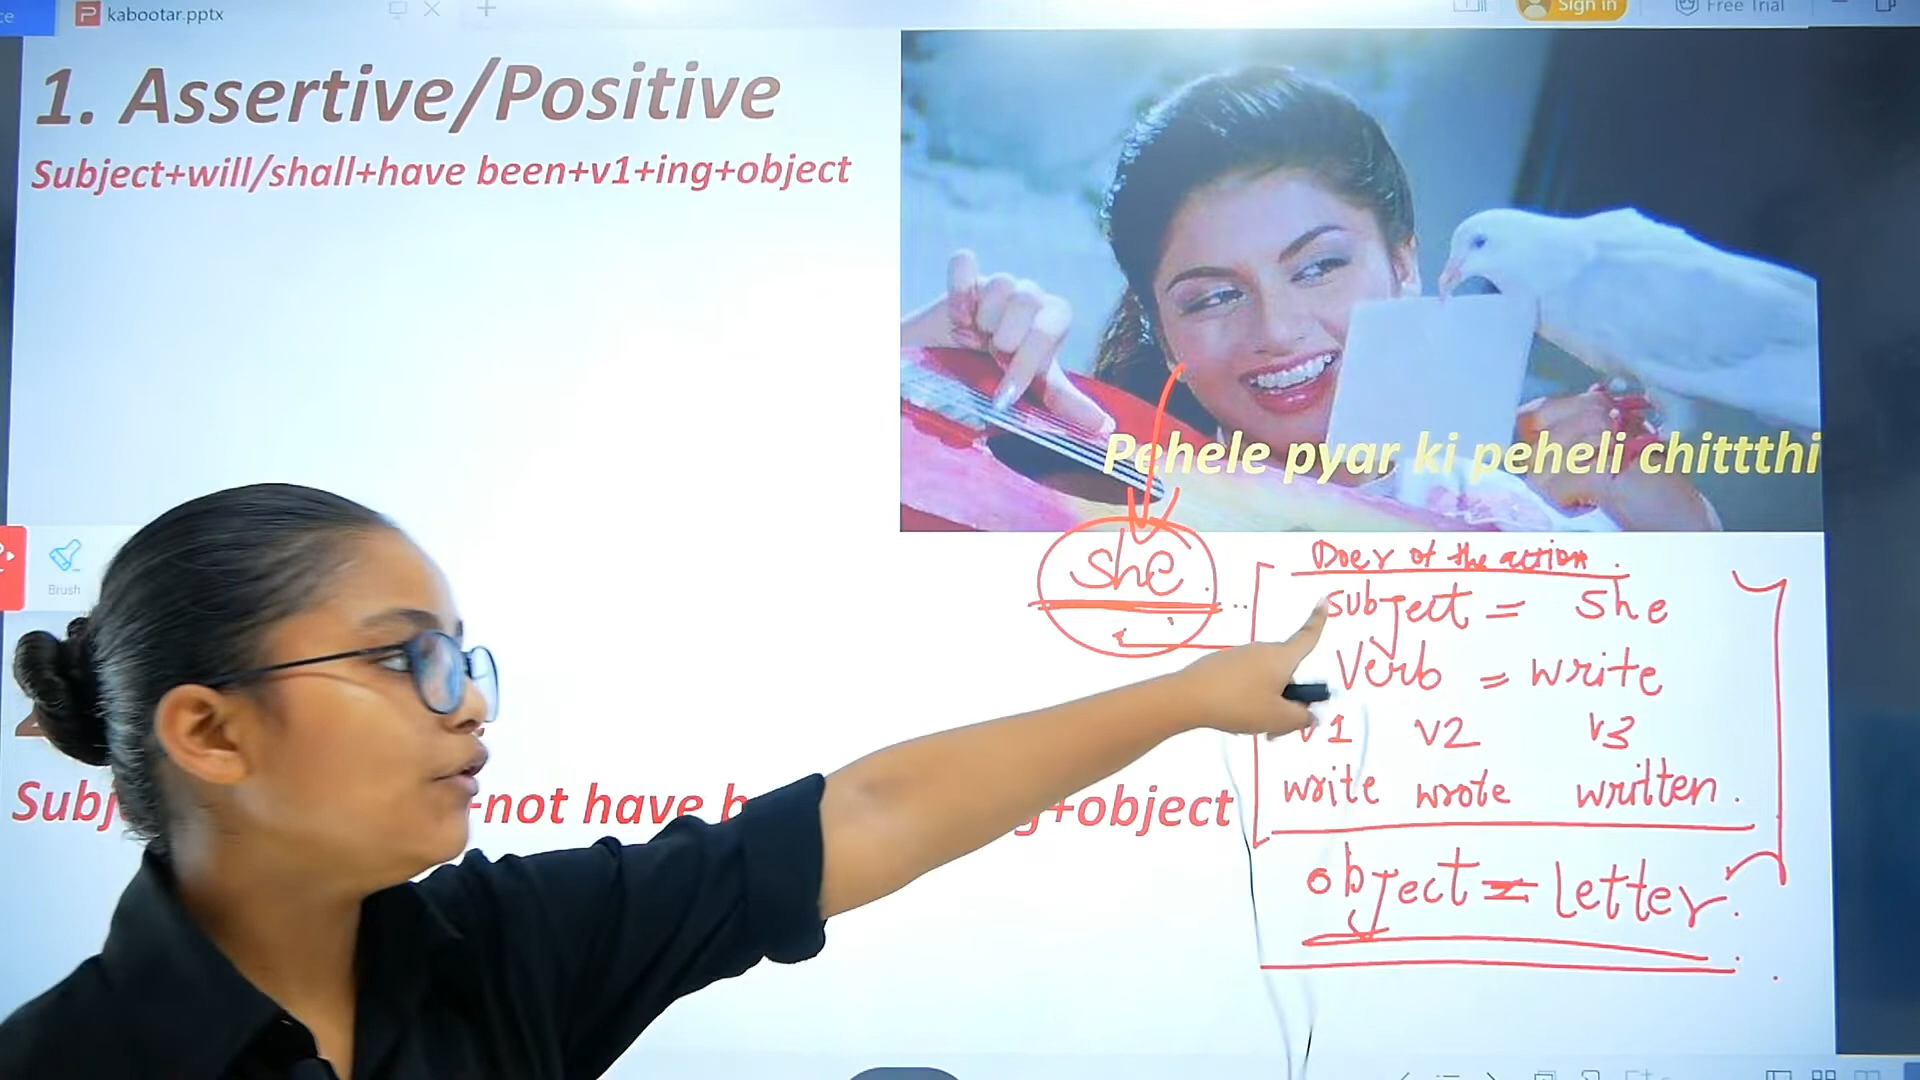 kabootar.pptx
Sign in
Free Trial
1. Assertive/Positive
Subject+will/shall+have been+v1+ing+object
Pehele pyar ki peheli chittthi
she
Doer of the action.
Subject = She
Verb = write
v1 v2 v3
write wrote written.
object = letter.
Brush
not have
+object